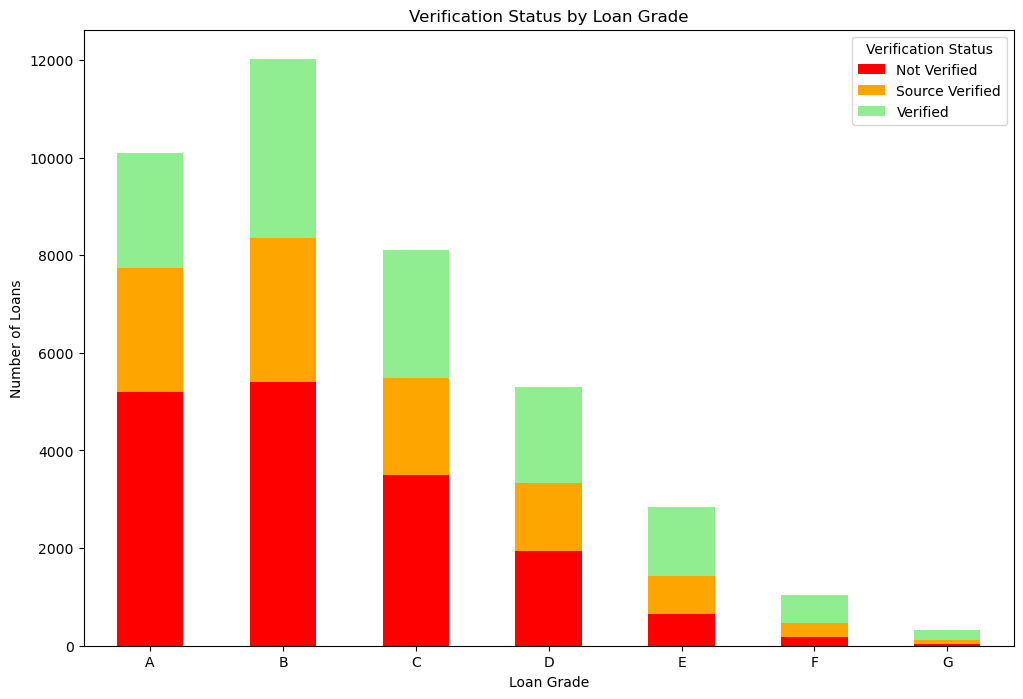 Verification Status by Loan Grade
Verification Status
Not Verified
Source Verified
Verified
Number of Loans
12000
10000
8000
6000
4000
2000
0
A B C D E F G
Loan Grade